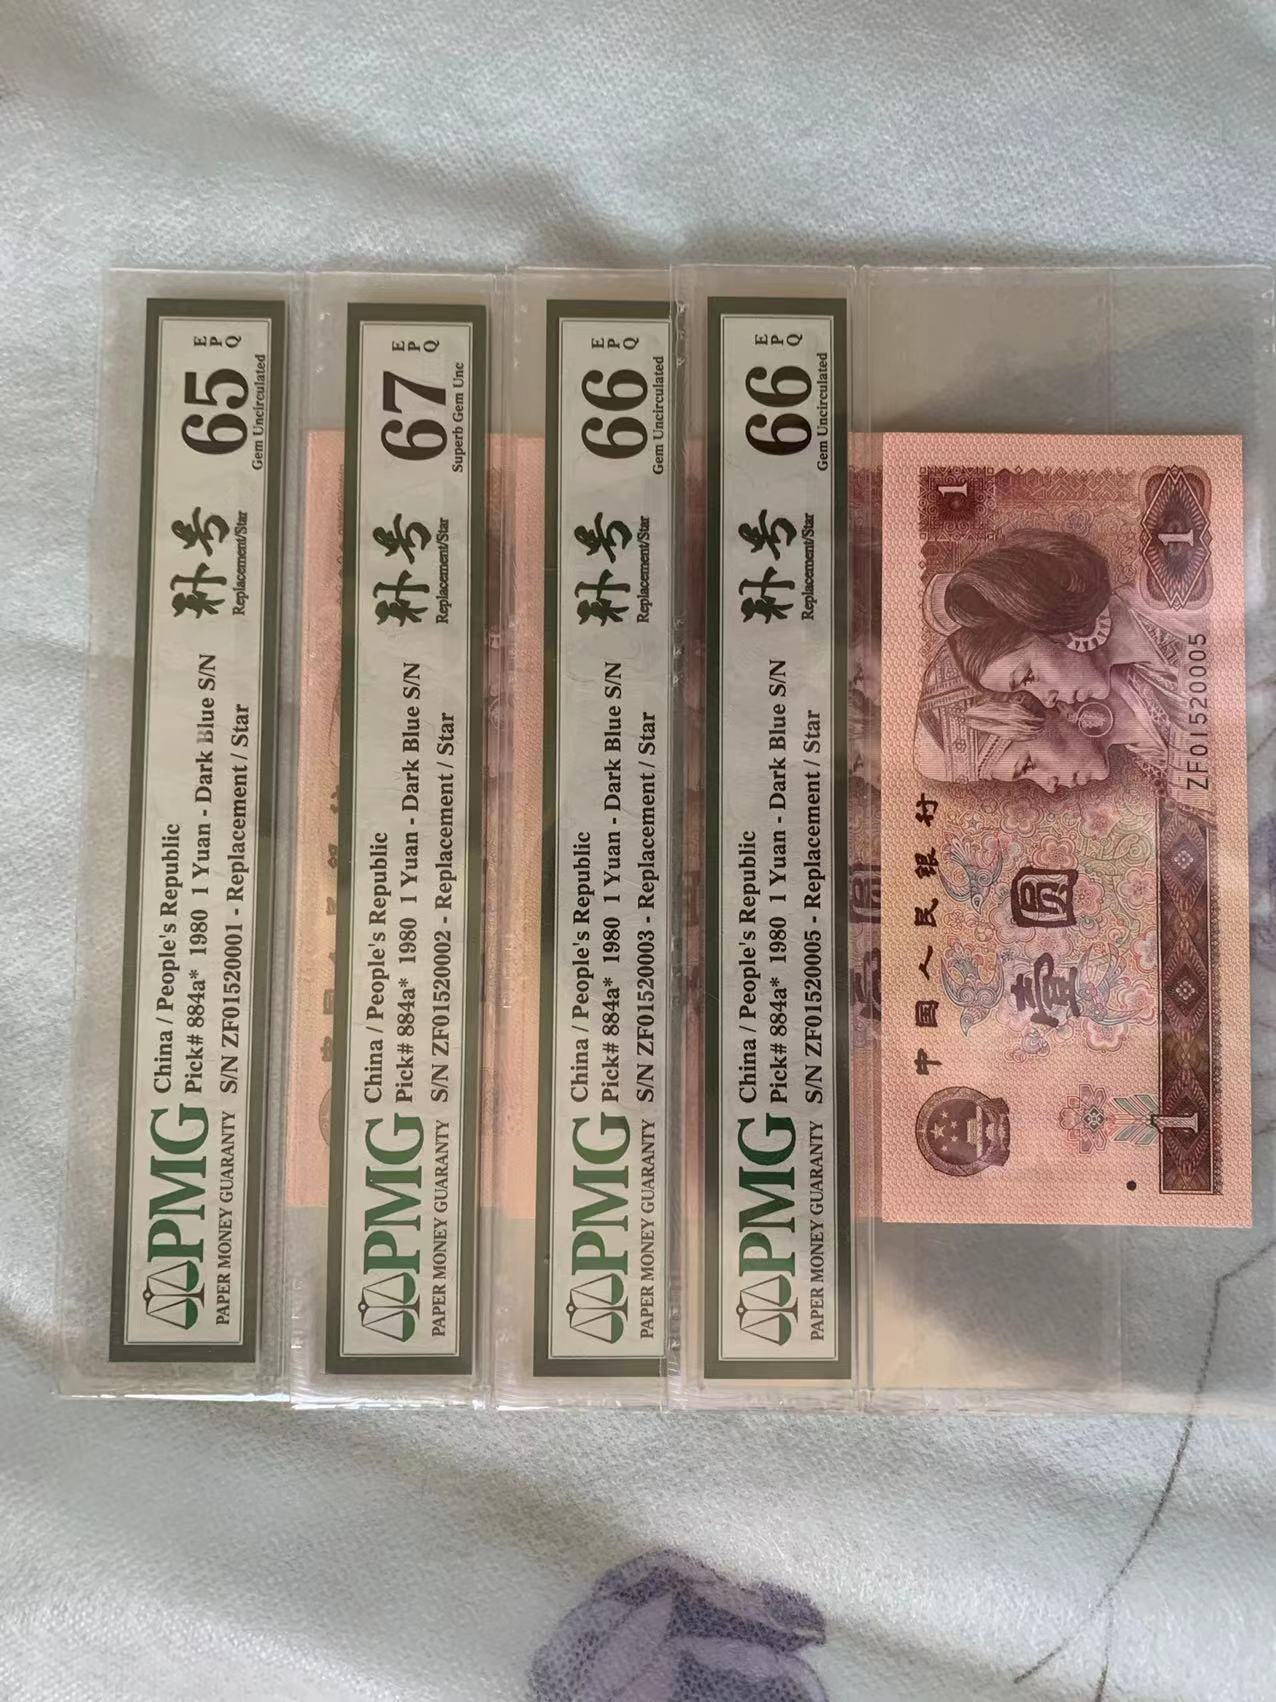 PMG
PAPER MONEY GUARANTY
China / People's Republic
Pick# 884a* 1980 1 Yuan - Dark Blue S/N
S/N ZF01520001 - Replacement / Star
补号
Replacement/Star
65
EPQ
Gem Uncirculated
PMG
PAPER MONEY GUARANTY
China / People's Republic
Pick# 884a* 1980 1 Yuan - Dark Blue S/N
S/N ZF01520002 - Replacement / Star
补号
Replacement/Star
67
EPQ
Superb Gem Unc
PMG
PAPER MONEY GUARANTY
China / People's Republic
Pick# 884a* 1980 1 Yuan - Dark Blue S/N
S/N ZF01520003 - Replacement / Star
补号
Replacement/Star
66
EPQ
Gem Uncirculated
PMG
PAPER MONEY GUARANTY
China / People's Republic
Pick# 884a* 1980 1 Yuan - Dark Blue S/N
S/N ZF01520005 - Replacement / Star
补号
Replacement/Star
66
EPQ
Gem Uncirculated
中国人民银行
1
壹圆
ZF01520005
1
1